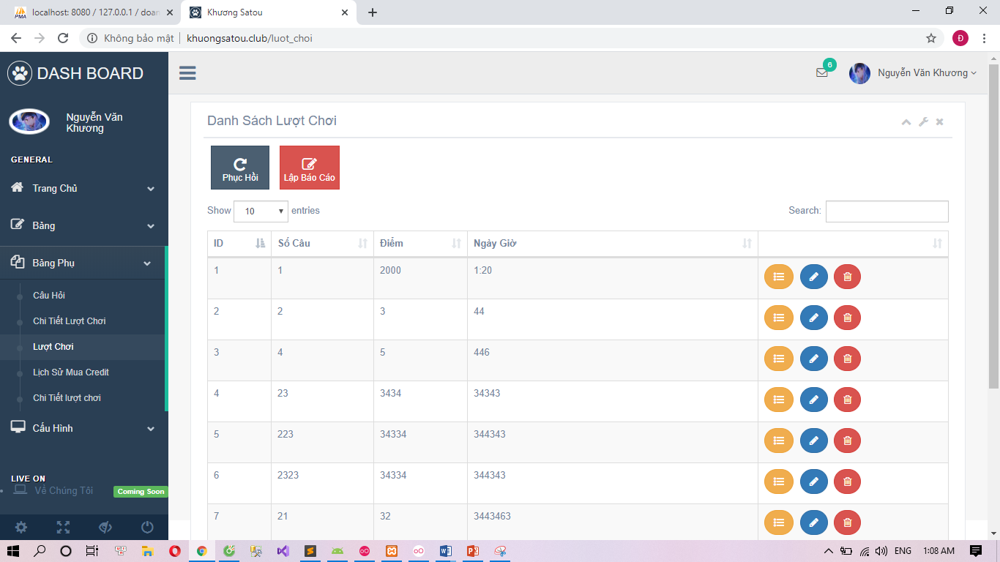 localhost: 8080 / 127.0.0.1 / doan
Khương Satou
Không bảo mật
khuongsatou.club/luot_choi
Đ
DASH BOARD
6
Nguyễn Văn Khương
Nguyễn Văn
Khương
GENERAL
Trang Chủ
Bảng
Bảng Phụ
Câu Hỏi
Chi Tiết Lượt Chơi
Lượt Chơi
Lịch Sử Mua Credit
Chi Tiết lượt chơi
Cấu Hình
LIVE ON
Về Chúng Tôi
Coming Soon
Danh Sách Lượt Chơi
Phục Hồi
Lập Báo Cáo
Show 10 entries
Search:
ID Số Câu Điểm Ngày Giờ
1 1 2000 1:20
2 2 3 44
3 4 5 446
4 23 3434 34343
5 223 34334 344343
6 2323 34334 344343
7 21 32 3443463
ENG
1:08 AM